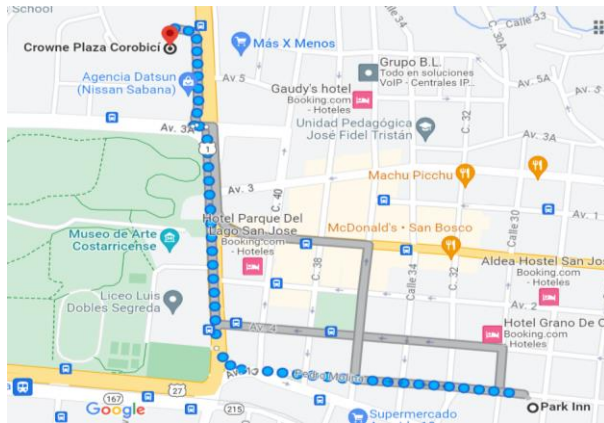 School
Crowne Plaza Corobicí
Más X Menos
Agencia Datsun
(Nissan Sabana)
Av 5
Grupo B.L.
Todo en soluciones
VoIP - Centrales IP...
Gaudy's hotel
Booking.com
- Hoteles
Calle 34
C. 30A
Calle 33
Av. 5A
Av. 3A
1
Unidad Pedagógica
José Fidel Tristán
C. 32
Av. 3A
Av. 3
C. 40
Machu Picchu
Av. 1
Museo de Arte
Costarricense
Hotel Parque Del
Lago San Jose
Booking.com
- Hoteles
McDonald's • San Bosco
C. 38
Calle 34
C. 32
Calle 30
Aldea Hostel San Jos
Booking.com
- Hoteles
Liceo Luis
Dobles Segreda
Av. 4
Av. 2
Hotel Grano De O
Booking.com
- Hoteles
167
27
215
Google
Supermercado
Park Inn